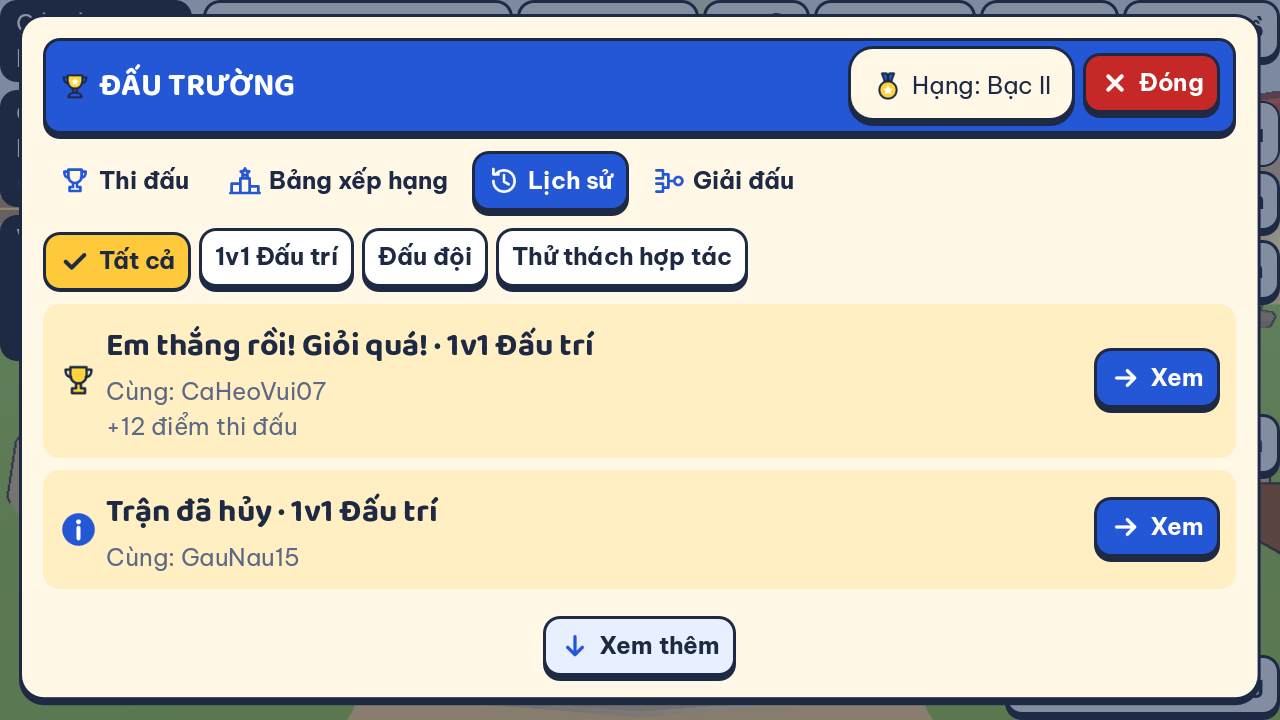 ĐẤU TRƯỜNG
Hạng: Bạc II
Đóng
Thi đấu
Bảng xếp hạng
Lịch sử
Giải đấu
Tất cả
1v1 Đấu trí
Đấu đội
Thử thách hợp tác
Em thắng rồi! Giỏi quá! · 1v1 Đấu trí
Cùng: CaHeoVui07
+12 điểm thi đấu
Xem
Trận đã hủy · 1v1 Đấu trí
Cùng: GauNau15
Xem
Xem thêm